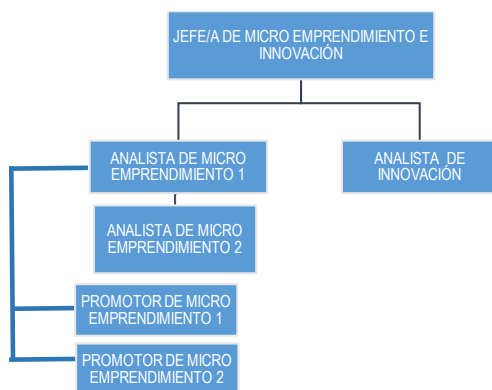 JEFE/A DE MICRO EMPRENDIMIENTO E
INNOVACIÓN
ANALISTA DE MICRO
EMPRENDIMIENTO 1
ANALISTA DE
INNOVACIÓN
ANALISTA DE MICRO
EMPRENDIMIENTO 2
PROMOTOR DE MICRO
EMPRENDIMIENTO 1
PROMOTOR DE MICRO
EMPRENDIMIENTO 2